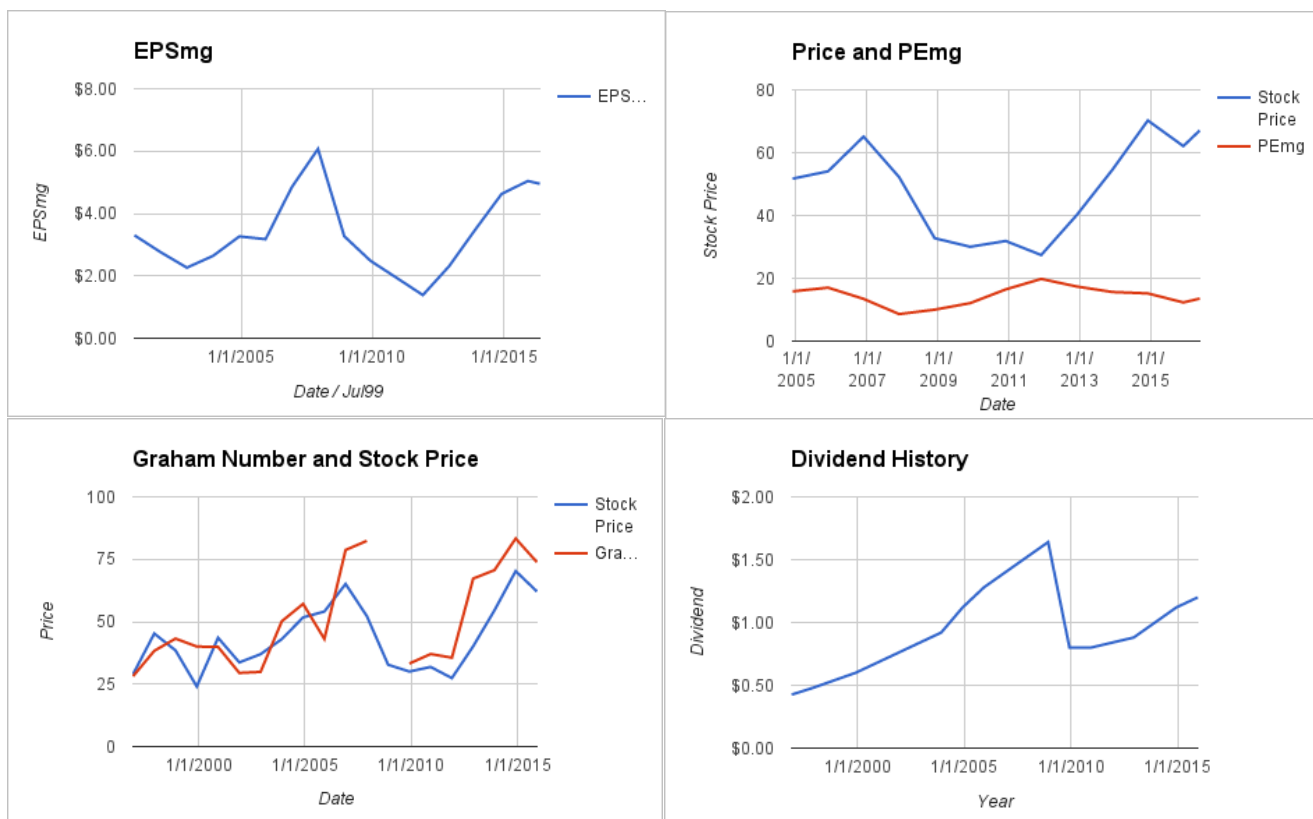 EPSmg
$8.00
$6.00
$4.00
$2.00
$0.00
EPSmg
1/1/2005
1/1/2010
1/1/2015
Date / Jul99
EPS...
Price and PEmg
80
60
40
20
0
Stock Price
1/1/
2005
1/1/
2007
1/1/
2009
1/1/
2011
1/1/
2013
1/1/
2015
Date
Stock
Price
PEmg
Graham Number and Stock Price
100
75
50
25
0
Price
1/1/2000
1/1/2005
1/1/2010
1/1/2015
Date
Stock
Price
Gra...
Dividend History
$2.00
$1.50
$1.00
$0.50
$0.00
Dividend
1/1/2000
1/1/2005
1/1/2010
1/1/2015
Year